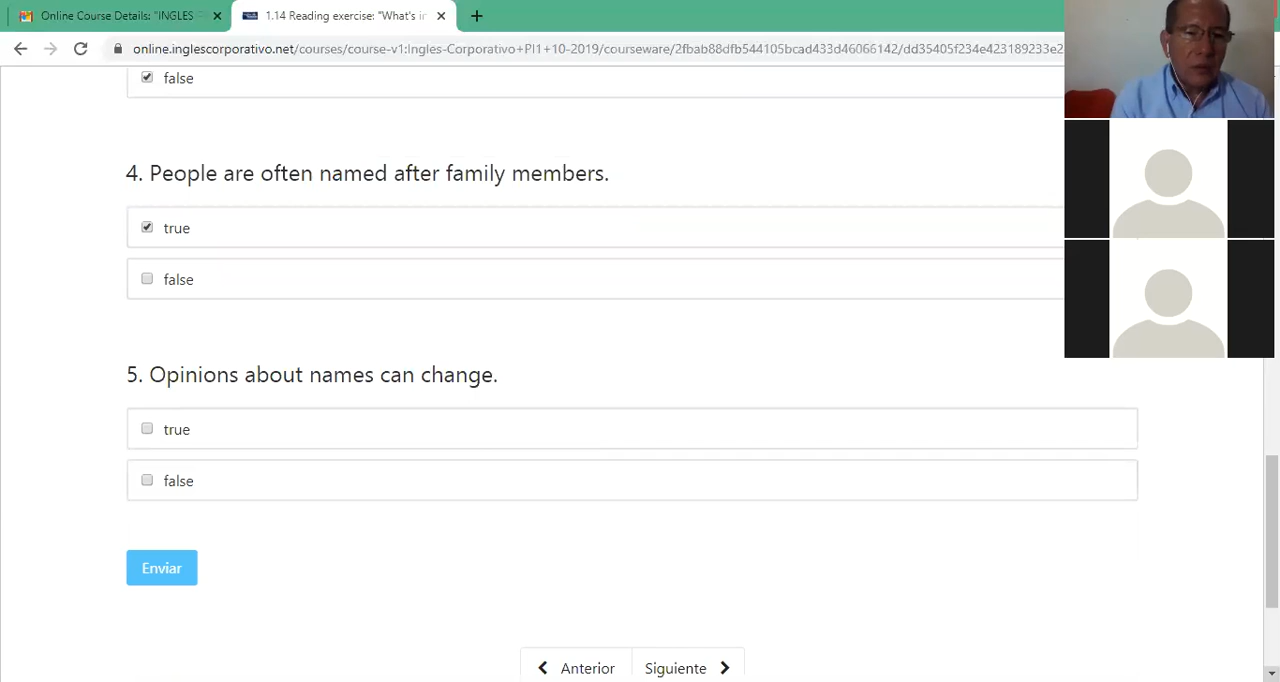 Online Course Details: "INGLES
1.14 Reading exercise: "What's in
online.inglescorporativo.net/courses/course-v1:Ingles-Corporativo+PI1+10-2019/courseware/2fbab88dfb544105bcad433d46066142/dd35405f234e423189233e2
false
4. People are often named after family members.
true
false
5. Opinions about names can change.
true
false
Enviar
Anterior
Siguiente